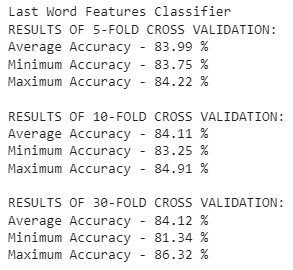 Last Word Features Classifier
RESULTS OF 5-FOLD CROSS VALIDATION:
Average Accuracy - 83.99 %
Minimum Accuracy - 83.75 %
Maximum Accuracy - 84.22 %

RESULTS OF 10-FOLD CROSS VALIDATION:
Average Accuracy - 84.11 %
Minimum Accuracy - 83.25 %
Maximum Accuracy - 84.91 %

RESULTS OF 30-FOLD CROSS VALIDATION:
Average Accuracy - 84.12 %
Minimum Accuracy - 81.34 %
Maximum Accuracy - 86.32 %